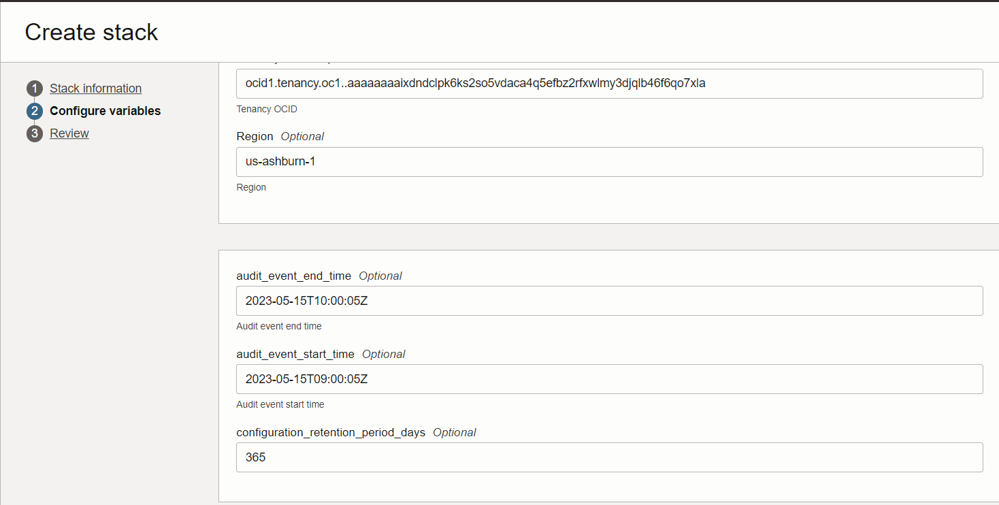 Create stack
1 Stack information
2 Configure variables
3 Review
ocid1.tenancy.oc1..aaaaaaaaixdndclpk6ks2so5vdaca4q5efbz2rfxwlmy3djqlb46f6qo7xla
Tenancy OCID
Region Optional
us-ashburn-1
Region
audit_event_end_time Optional
2023-05-15T10:00:05Z
Audit event end time
audit_event_start_time Optional
2023-05-15T09:00:05Z
Audit event start time
configuration_retention_period_days Optional
365